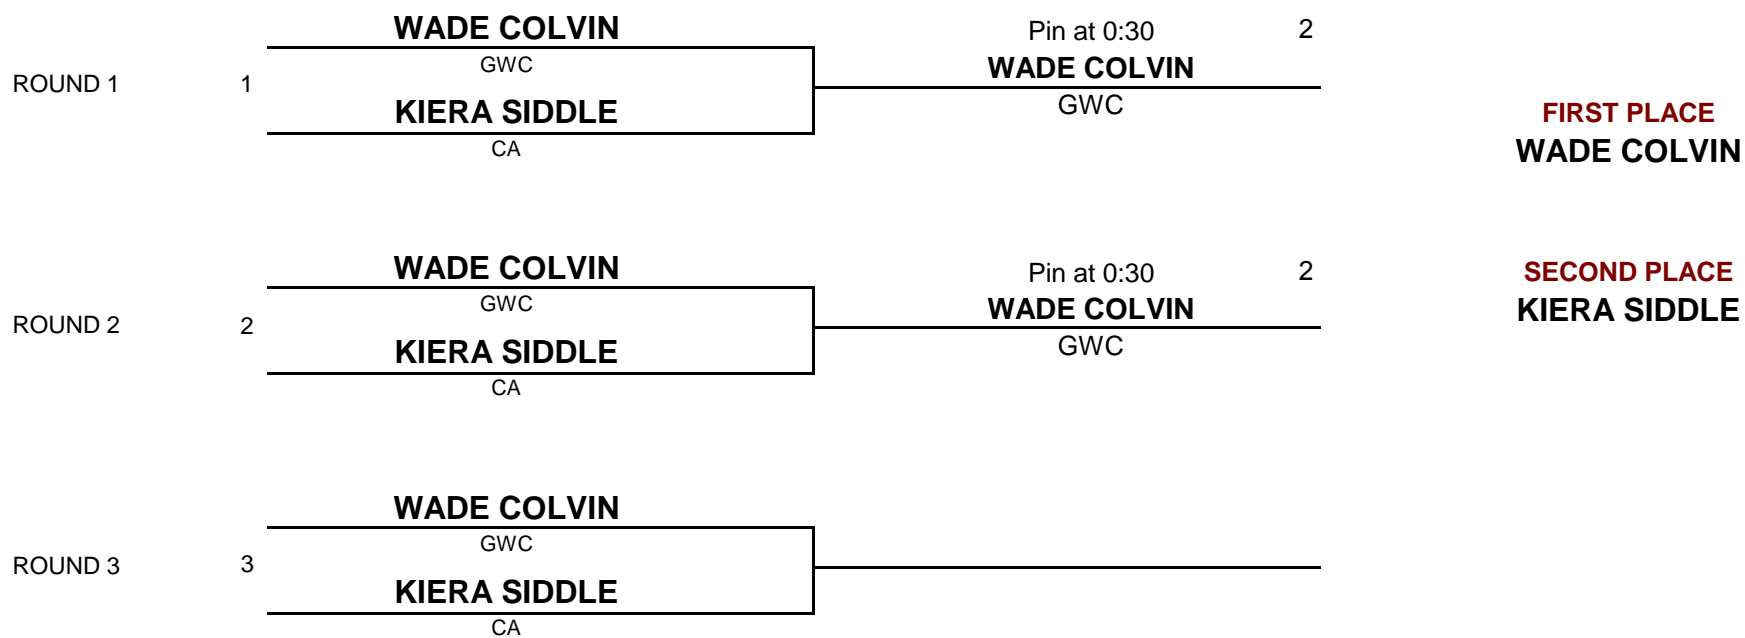 WADE COLVIN
Pin at 0:30 2
GWC
WADE COLVIN
ROUND 1 1
KIERA SIDDLE
GWC
CA
FIRST PLACE
WADE COLVIN
WADE COLVIN
Pin at 0:30 2
GWC
WADE COLVIN
ROUND 2 2
KIERA SIDDLE
GWC
CA
SECOND PLACE
KIERA SIDDLE
WADE COLVIN
GWC
ROUND 3 3
KIERA SIDDLE
CA